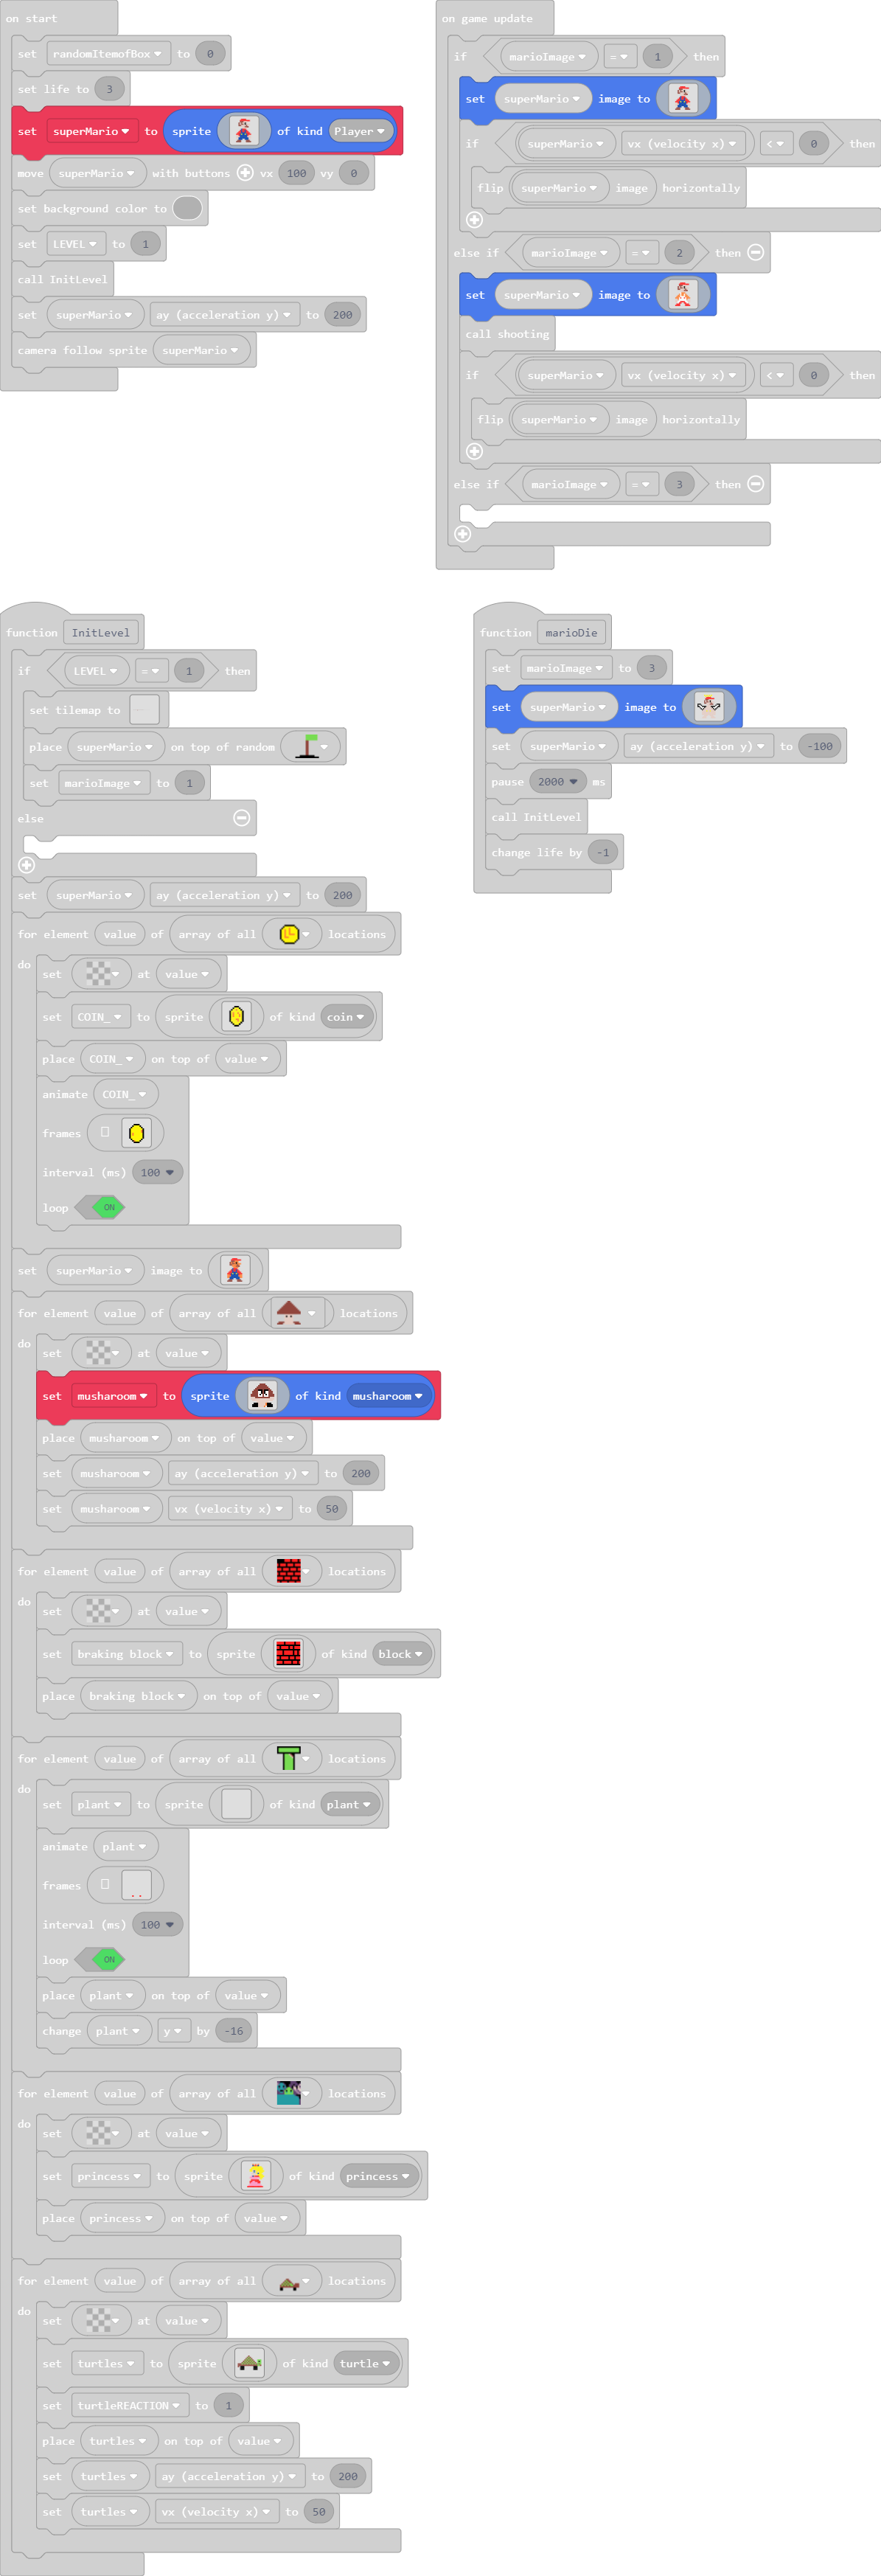 on start
set randomItemofBox to 0
set life to 3
set superMario to sprite of kind Player
move superMario with buttons vx 100 vy 0
set background color to
set LEVEL to 1
call InitLevel
set superMario ay (acceleration y) to 200
camera follow sprite superMario
on game update
if marioImage = 1 then
set superMario image to
if superMario vx (velocity x) < 0 then
flip superMario image horizontally
else if marioImage = 2 then
set superMario image to
call shooting
if superMario vx (velocity x) < 0 then
flip superMario image horizontally
else if marioImage = 3 then
function InitLevel
if LEVEL = 1 then
set tilemap to
place superMario on top of random
set marioImage to 1
else
set superMario ay (acceleration y) to 200
for element value of array of all locations
do
set at value
set COIN_ to sprite of kind coin
place COIN_ on top of value
animate COIN_
frames
interval (ms) 100
loop ON
set superMario image to
for element value of array of all locations
do
set at value
set musharoom to sprite of kind musharoom
place musharoom on top of value
set musharoom ay (acceleration y) to 200
set musharoom vx (velocity x) to 50
for element value of array of all locations
do
set at value
set braking block to sprite of kind block
place braking block on top of value
for element value of array of all locations
do
set plant to sprite of kind plant
animate plant
frames
interval (ms) 100
loop ON
place plant on top of value
change plant y by -16
for element value of array of all locations
do
set at value
set princess to sprite of kind princess
place princess on top of value
for element value of array of all locations
do
set at value
set turtles to sprite of kind turtle
set turtleREACTION to 1
place turtles on top of value
set turtles ay (acceleration y) to 200
set turtles vx (velocity x) to 50
function marioDie
set marioImage to 3
set superMario image to
set superMario ay (acceleration y) to -100
pause 2000 ms
call InitLevel
change life by -1